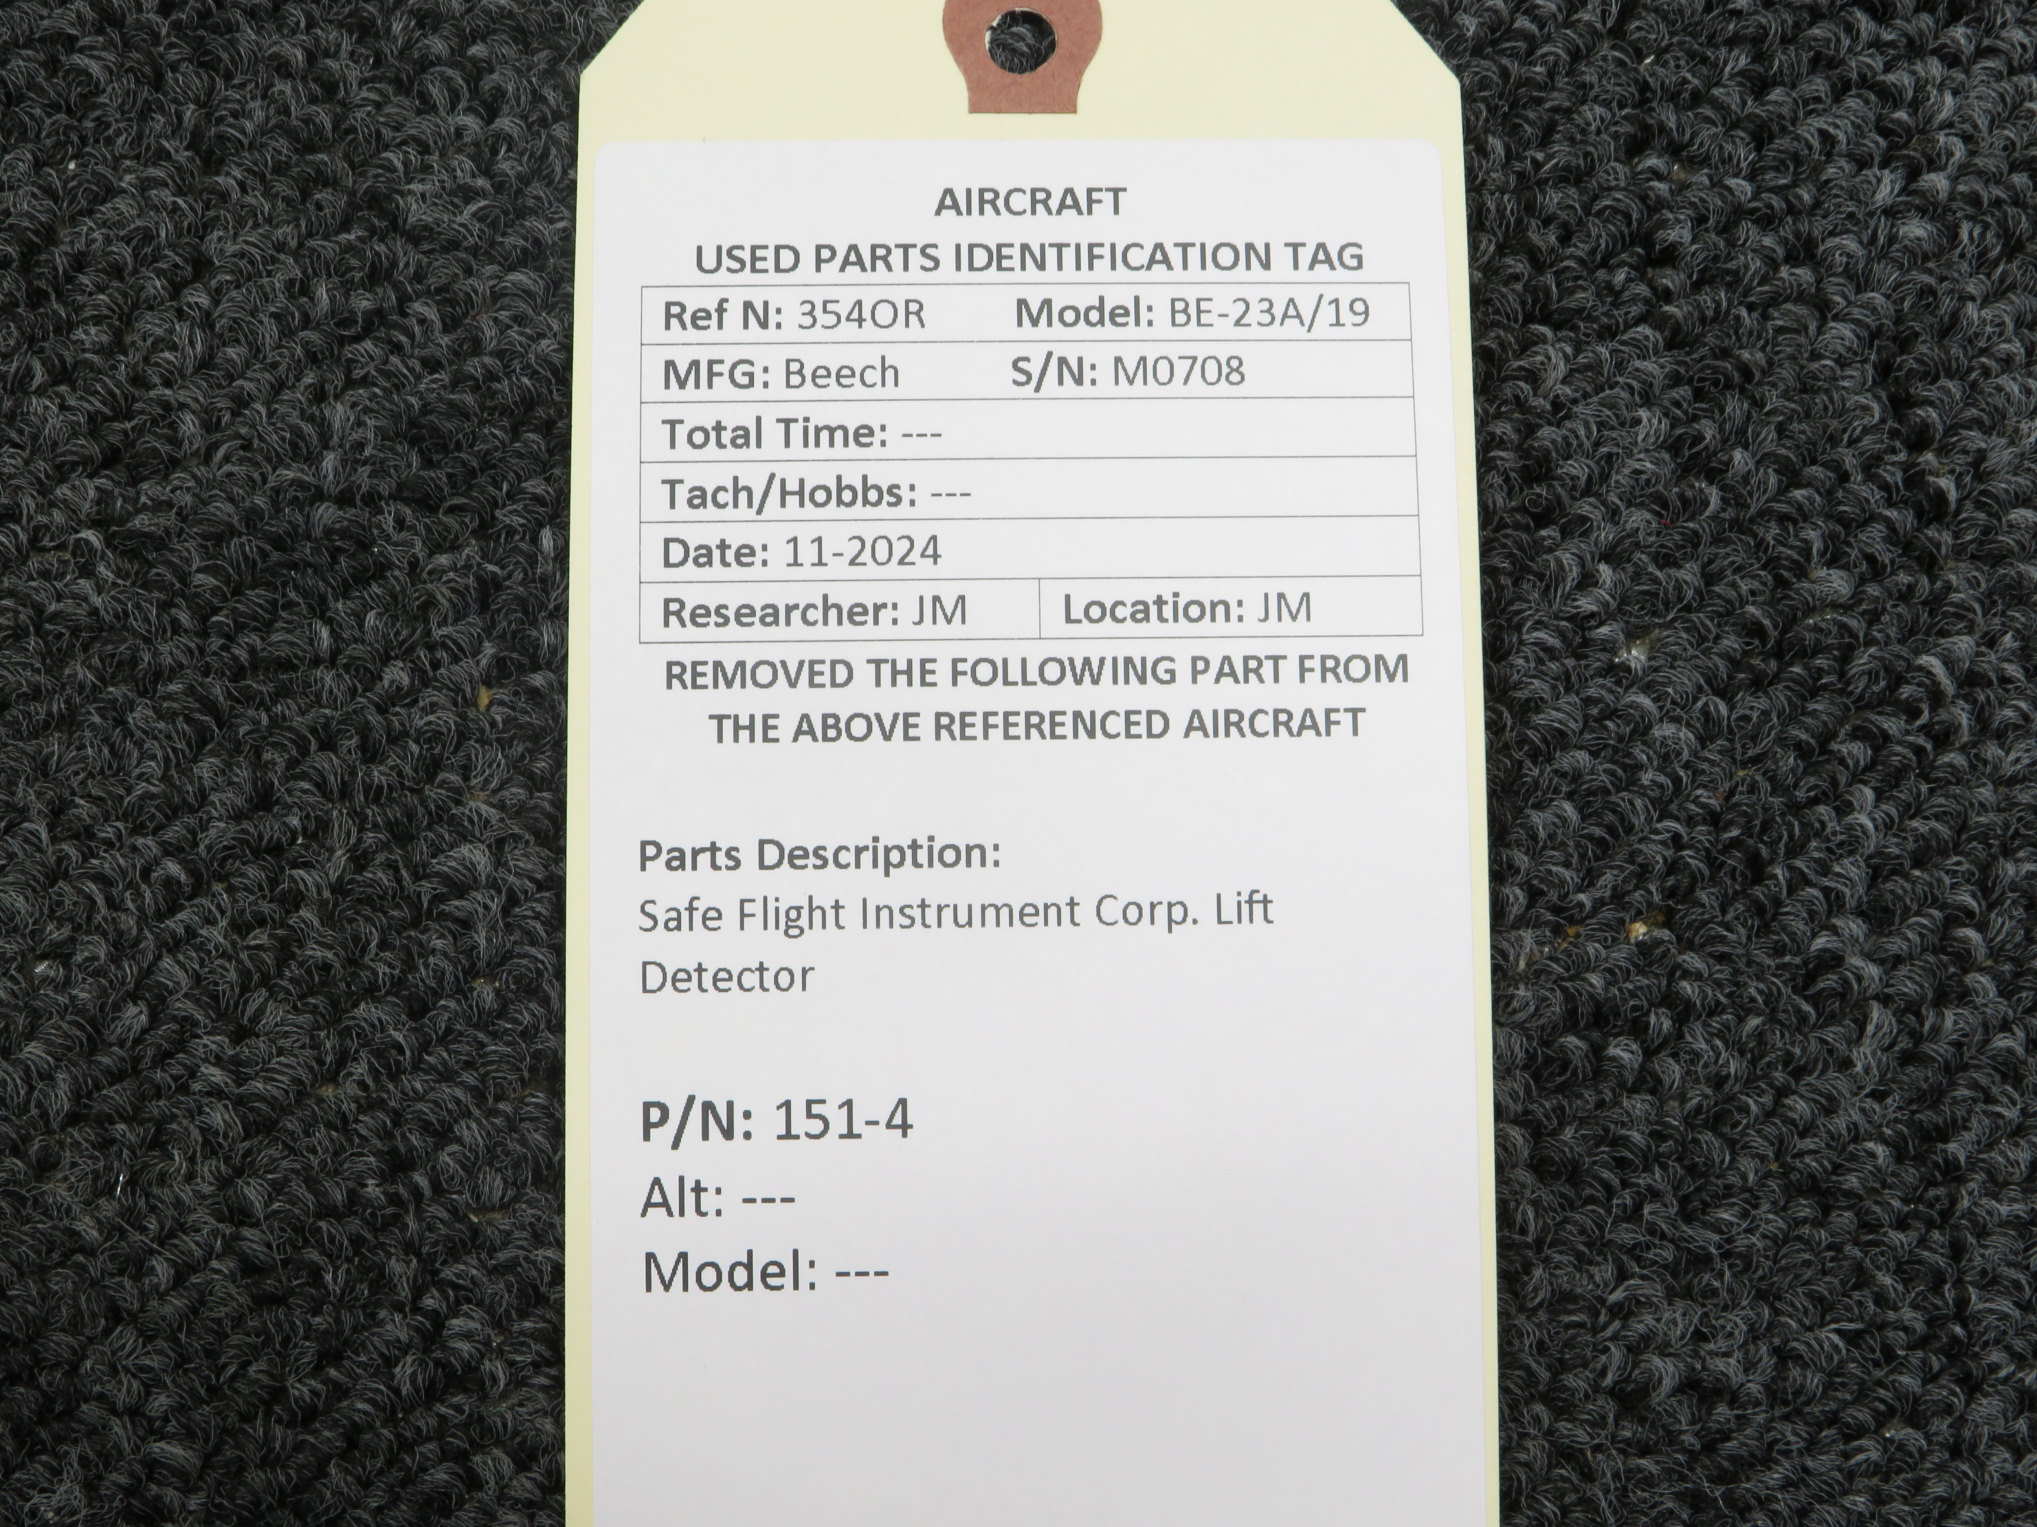 AIRCRAFT
USED PARTS IDENTIFICATION TAG
Ref N: 354OR Model: BE-23A/19
MFG: Beech S/N: M0708
Total Time: ---
Tach/Hobbs: ---
Date: 11-2024
Researcher: JM Location: JM
REMOVED THE FOLLOWING PART FROM
THE ABOVE REFERENCED AIRCRAFT
Parts Description:
Safe Flight Instrument Corp. Lift
Detector
P/N: 151-4
Alt: ---
Model: ---